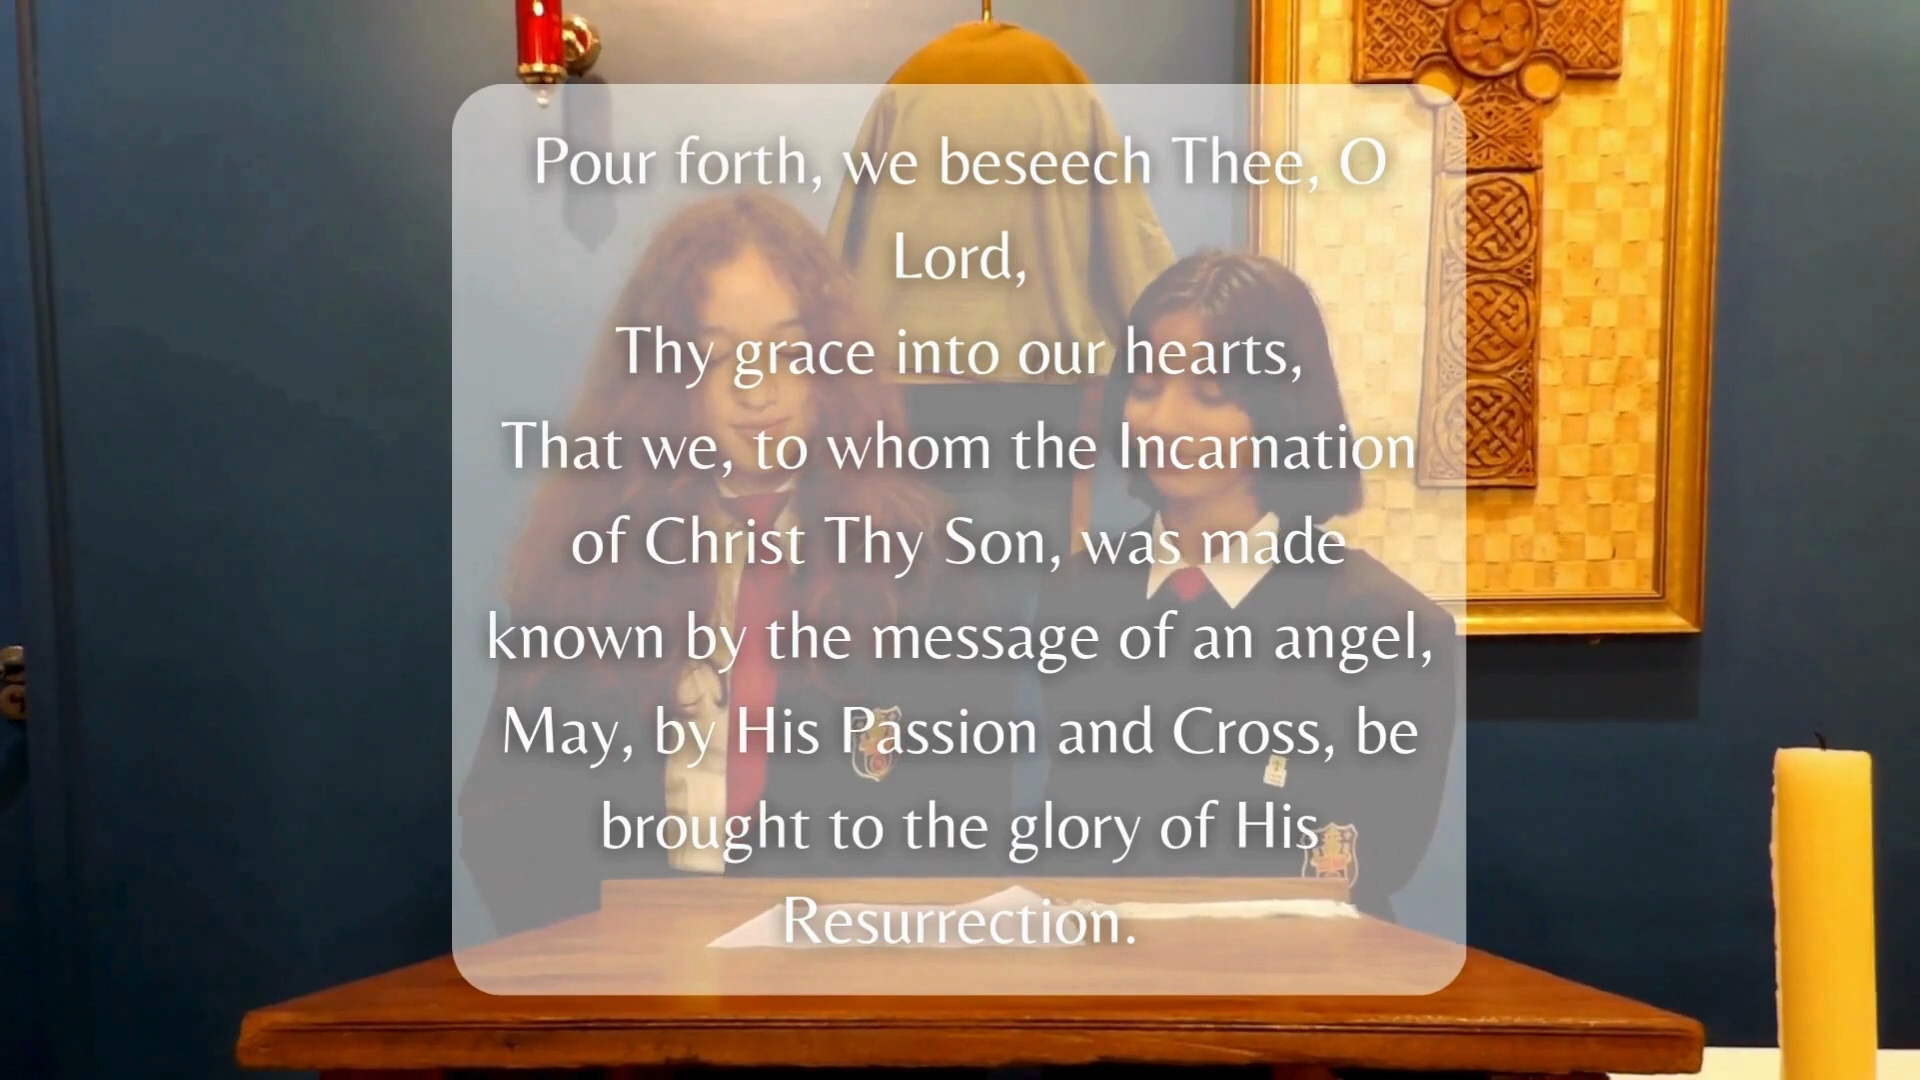 Pour forth, we beseech Thee, O
Lord,
Thy grace into our hearts,
That we, to whom the Incarnation
of Christ Thy Son, was made
known by the message of an angel,
May, by His Passion and Cross, be
brought to the glory of His
Resurrection.